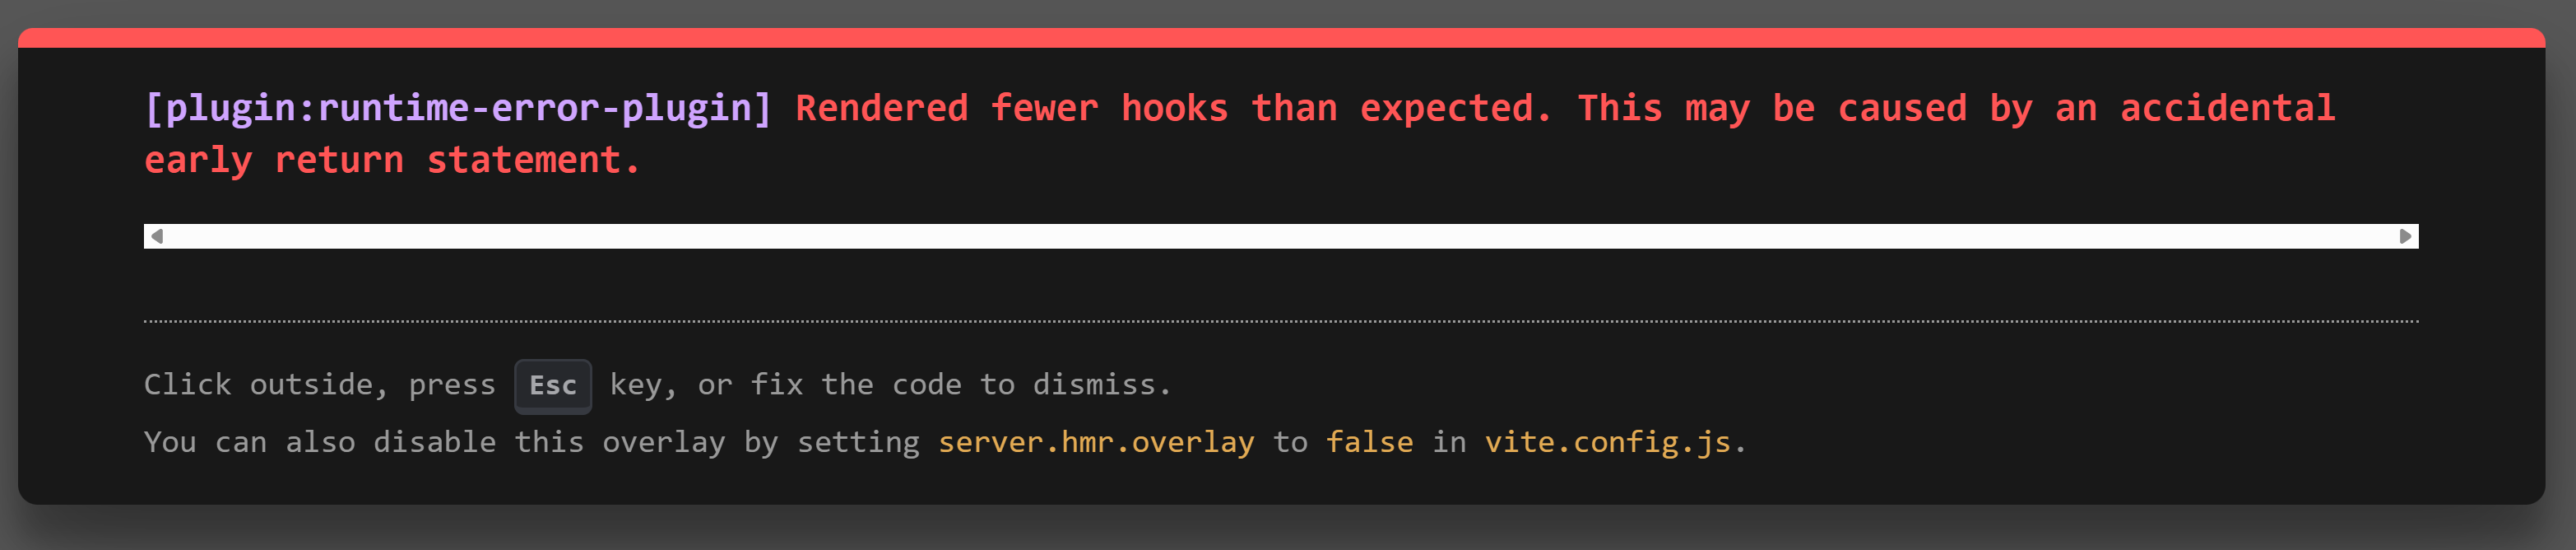 [plugin:runtime-error-plugin] Rendered fewer hooks than expected. This may be caused by an accidental
early return statement.
Click outside, press Esc key, or fix the code to dismiss.
You can also disable this overlay by setting server.hmr.overlay to false in vite.config.js.